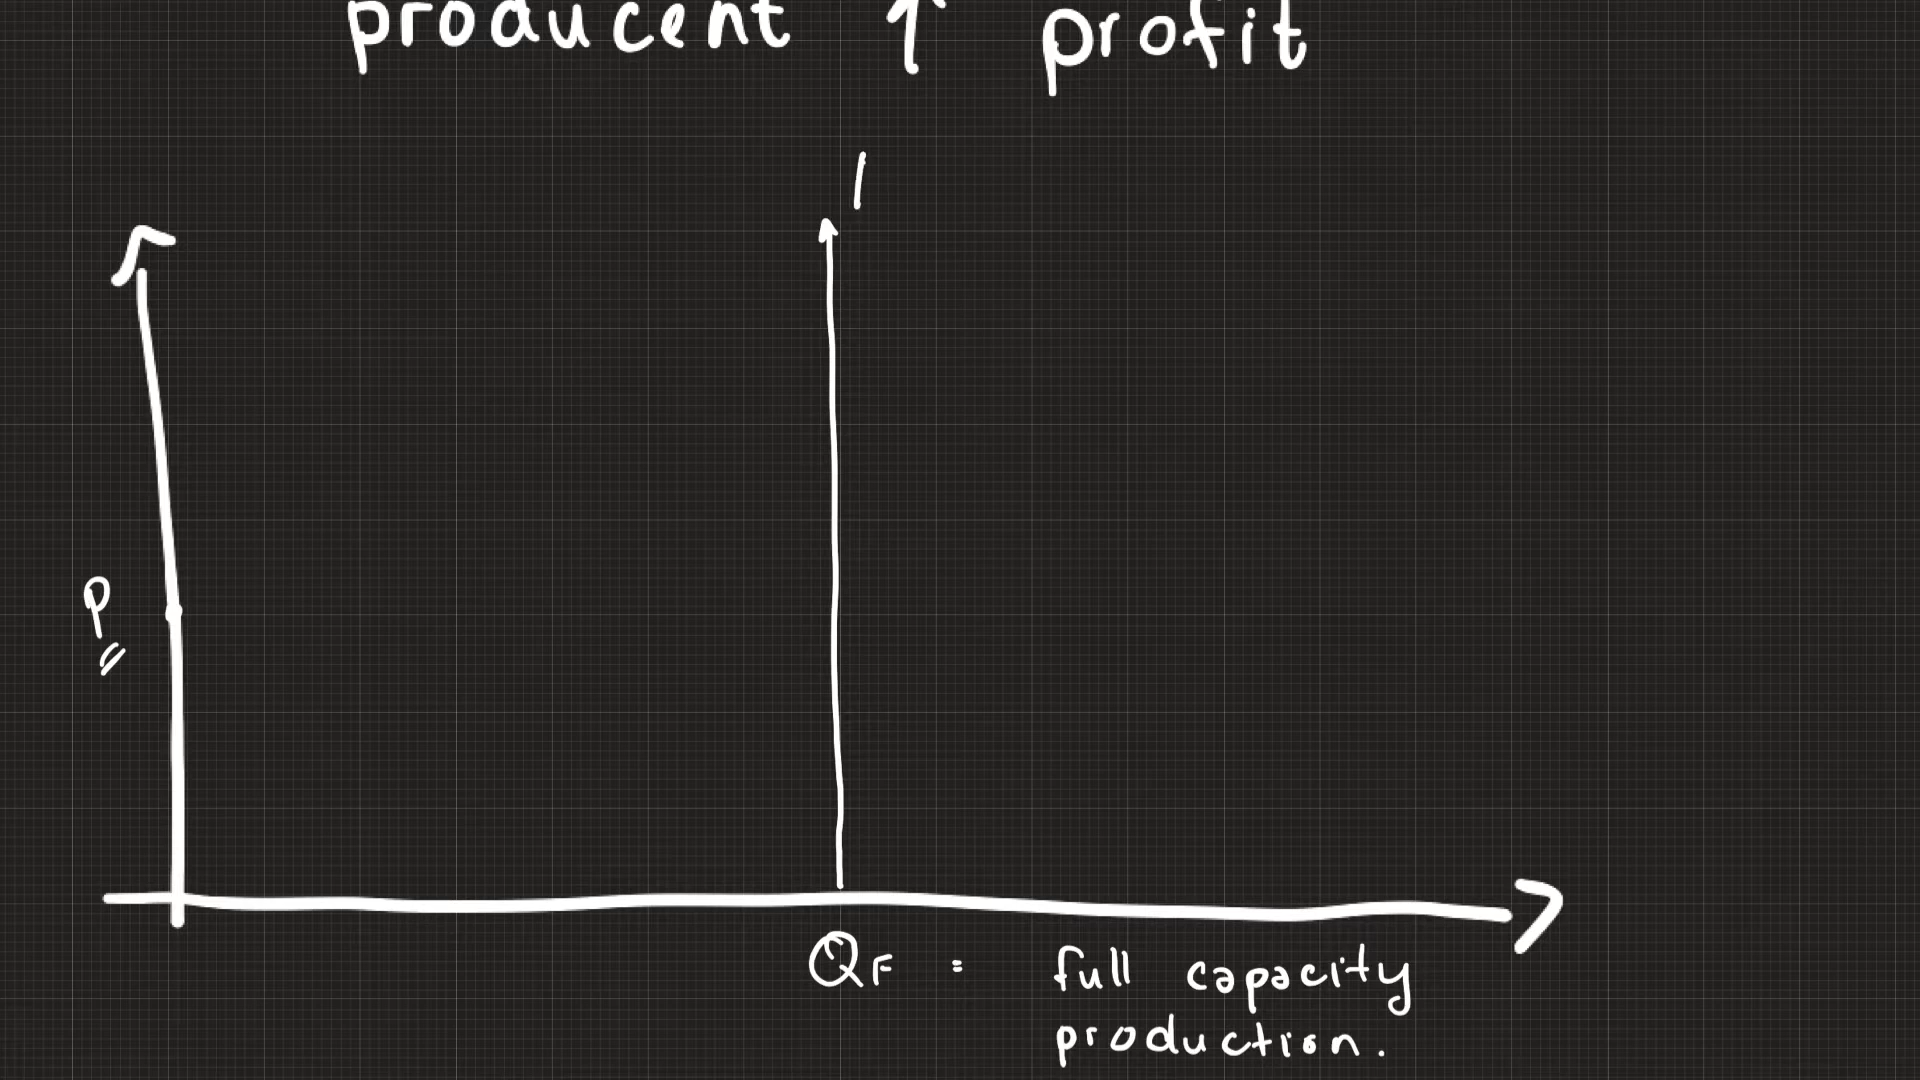 producent ↑ profit
P
QF = full capacity
production.